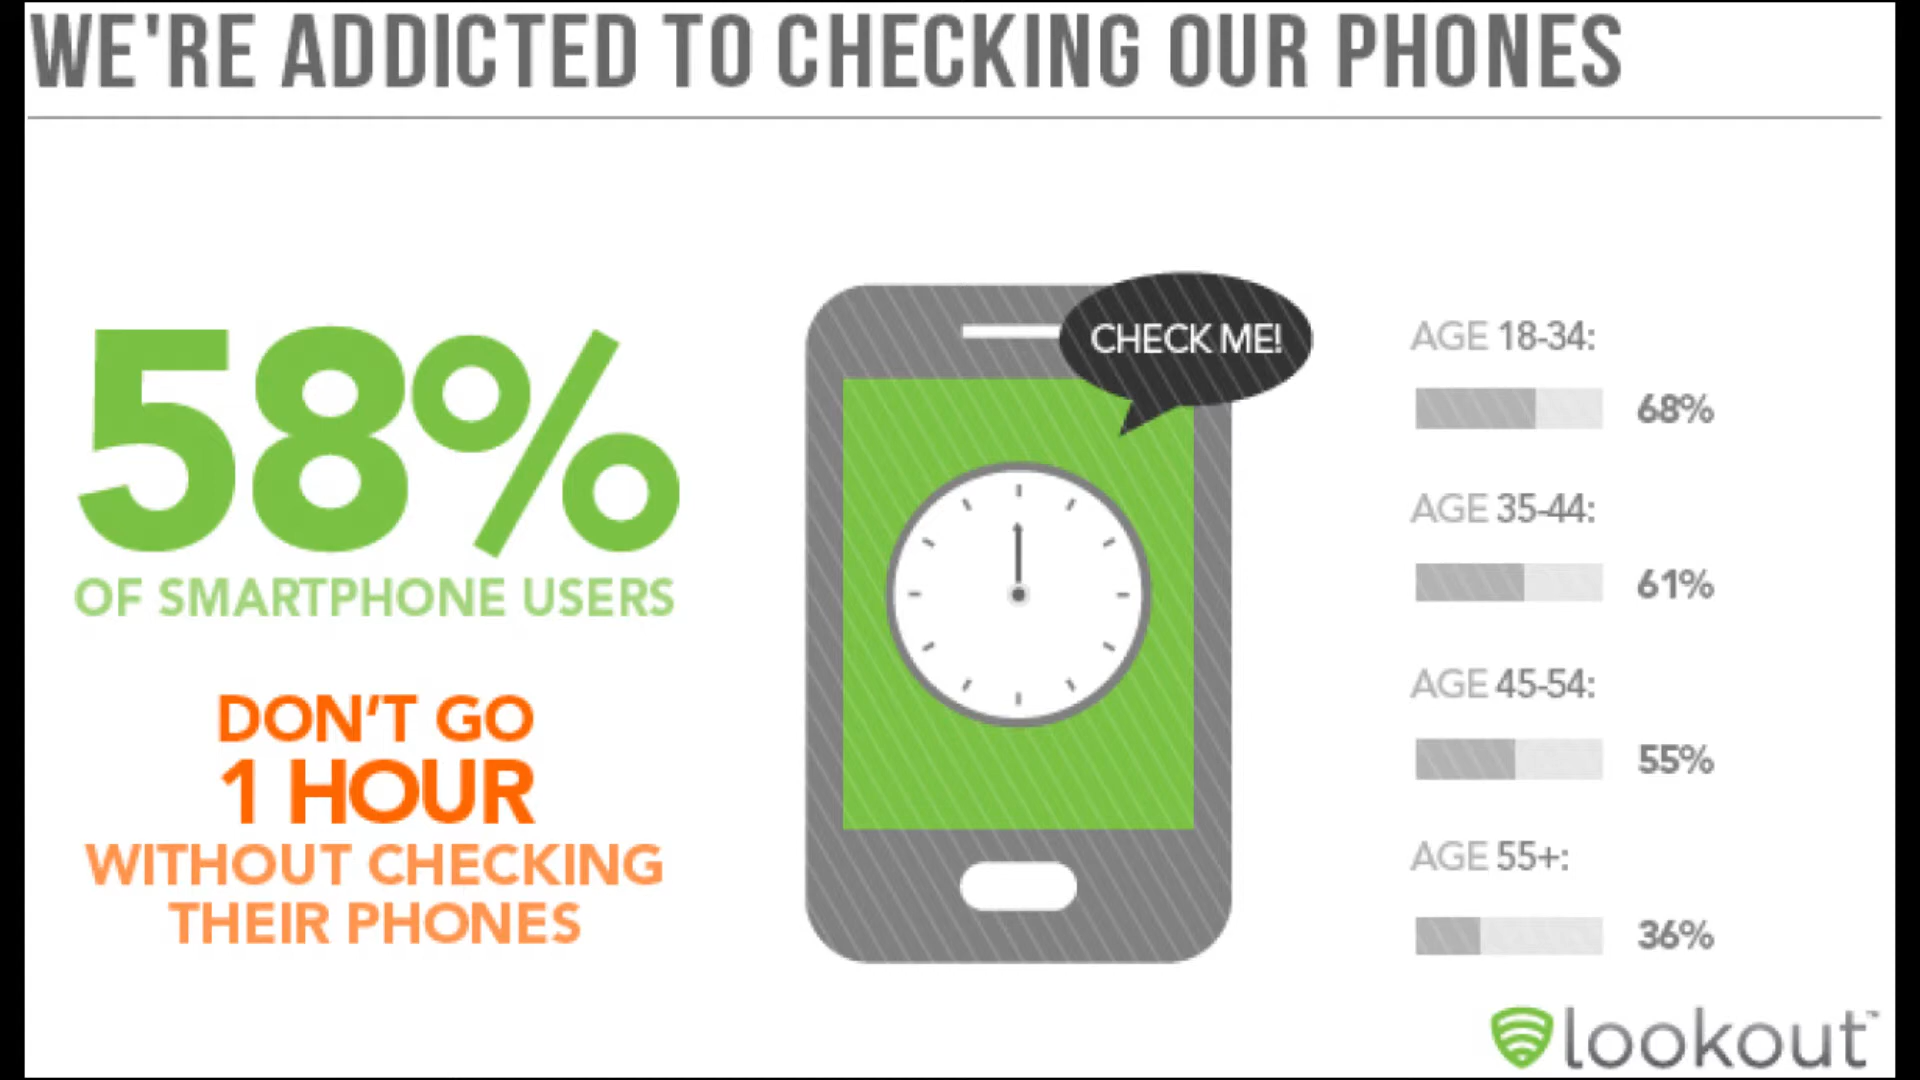 WE'RE ADDICTED TO CHECKING OUR PHONES
58%
OF SMARTPHONE USERS
DON'T GO
1 HOUR
WITHOUT CHECKING
THEIR PHONES
CHECK ME!
AGE 18-34:
68%
AGE 35-44:
61%
AGE 45-54:
55%
AGE 55+:
36%
lookout™